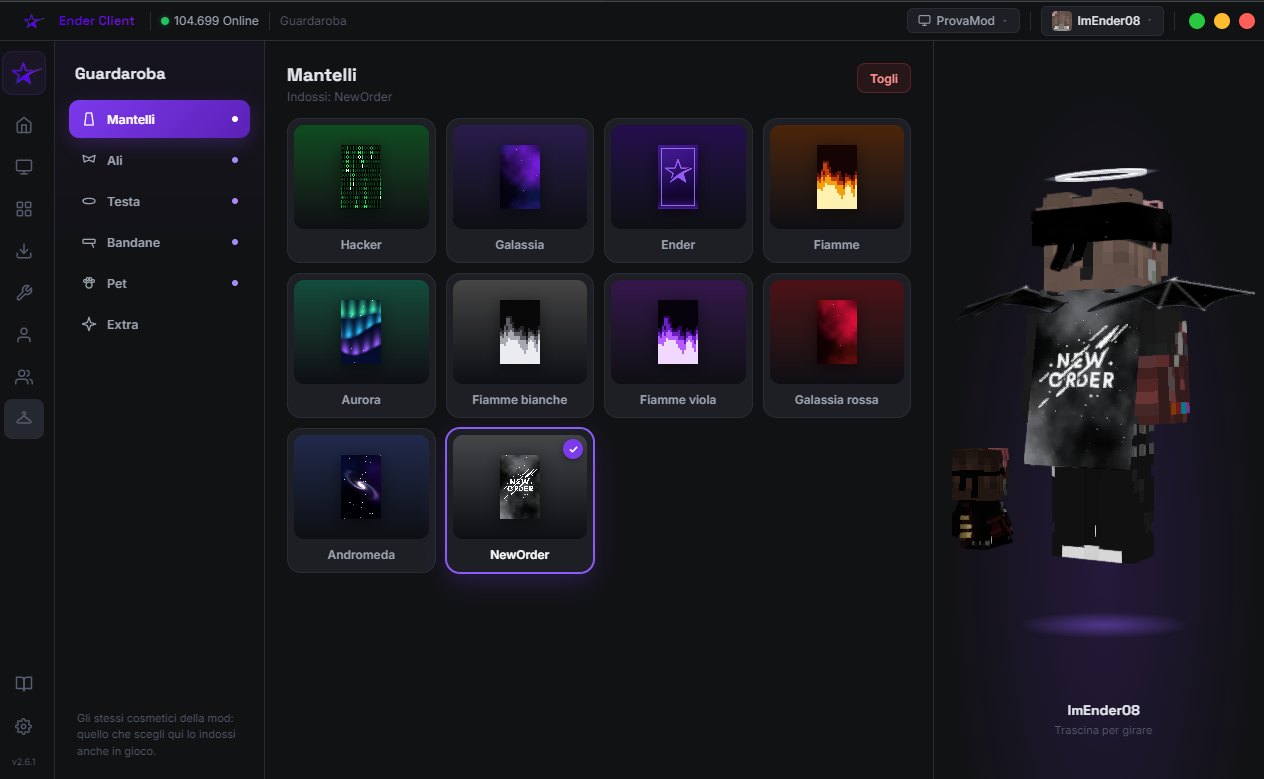 Ender Client
104.699 Online
Guardaroba
ProvaMod
ImEnder08
Guardaroba
Mantelli
Ali
Testa
Bandane
Pet
Extra
Gli stessi cosmetici della mod:
quello che scegli qui lo indossi
anche in gioco.
v2.6.1
Mantelli
Indossi: NewOrder
Togli
Hacker
Galassia
Ender
Fiamme
Aurora
Fiamme bianche
Fiamme viola
Galassia rossa
Andromeda
NEW
ORDER
NewOrder
NEW
ORDER
ImEnder08
Trascina per girare